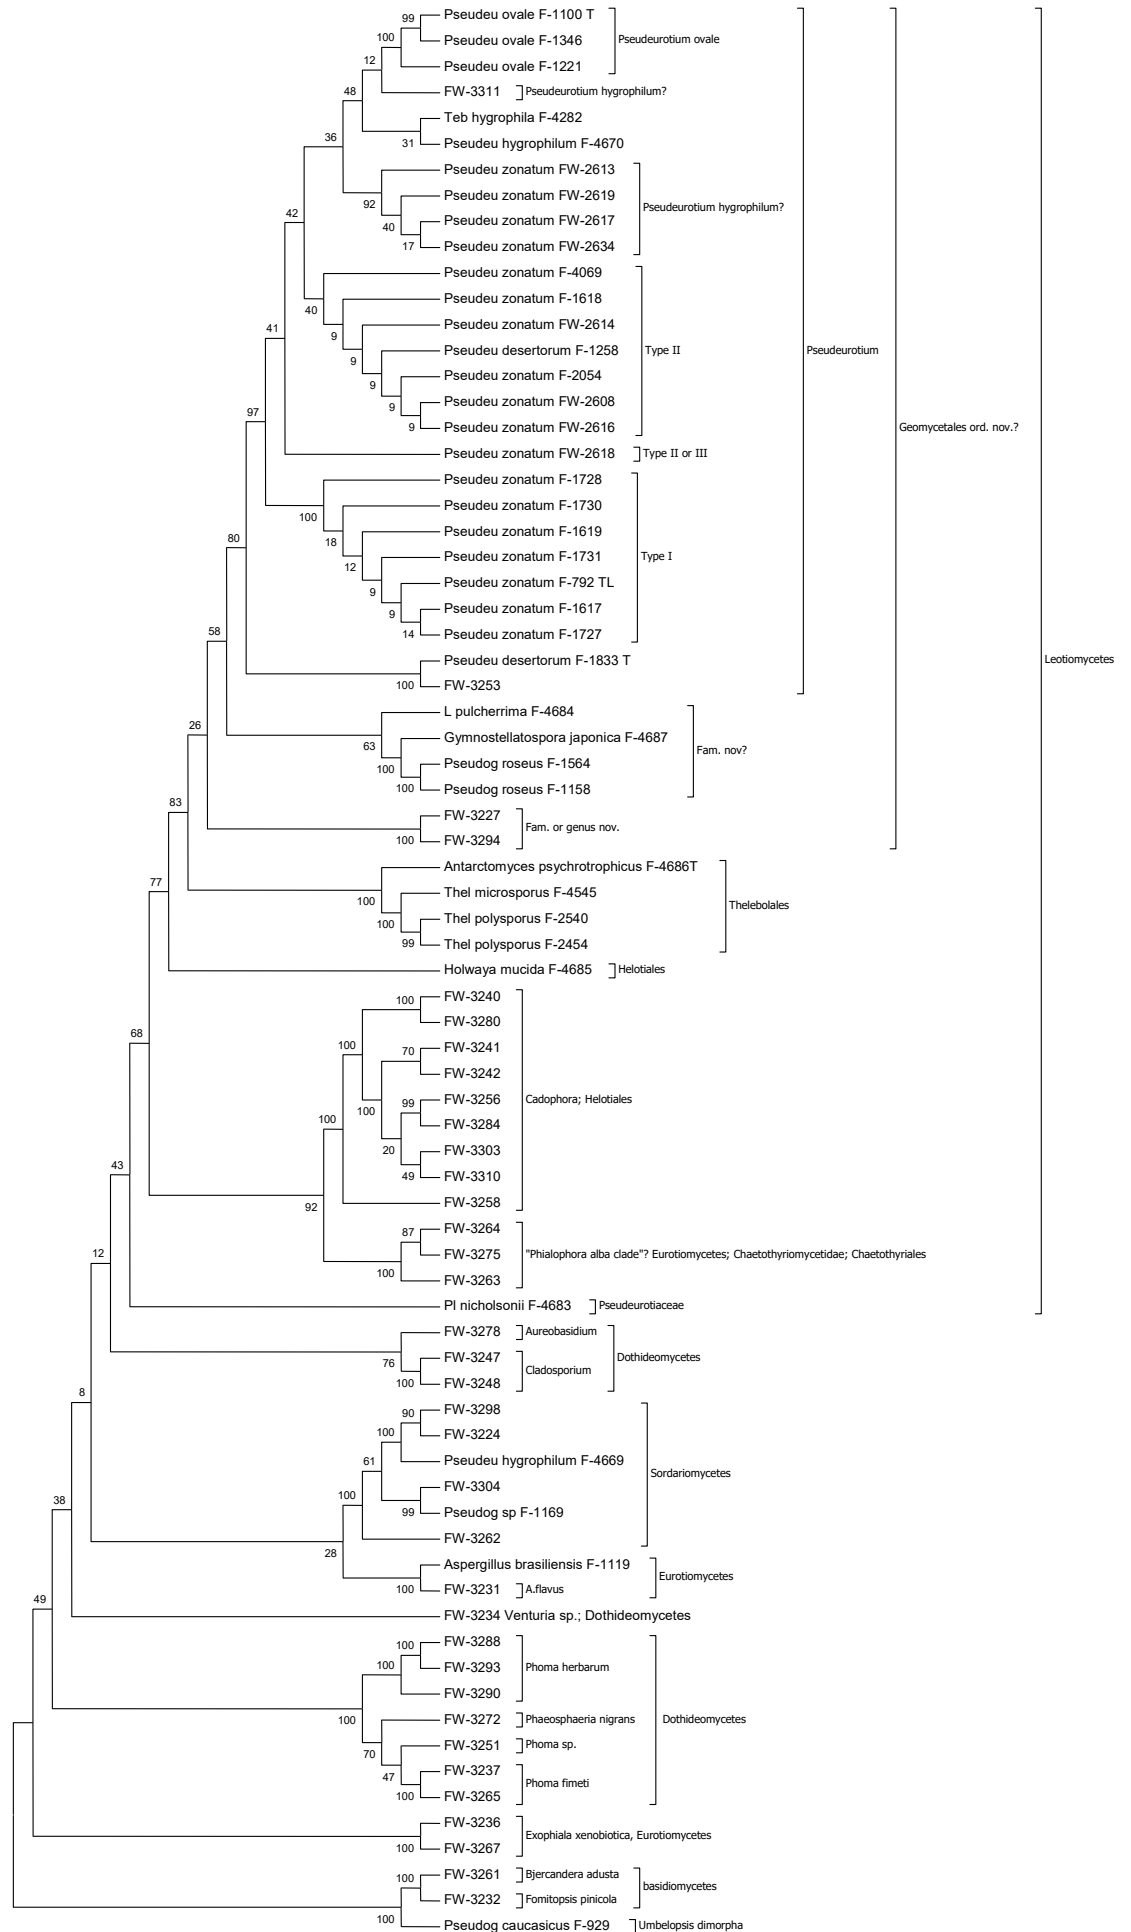 99
Pseudeu ovale F-1100 T
100
Pseudeu ovale F-1346
Pseudeurotium ovale
12
Pseudeu ovale F-1221
48
FW-3311
Pseudeurotium hygrophilum?
Teb hygrophila F-4282
36
31
Pseudeu hygrophilum F-4670
Pseudeu zonatum FW-2613
92
Pseudeu zonatum FW-2619
Pseudeurotium hygrophilum?
42
40
Pseudeu zonatum FW-2617
17
Pseudeu zonatum FW-2634
Pseudeu zonatum F-4069
40
Pseudeu zonatum F-1618
41
9
Pseudeu zonatum FW-2614
9
Pseudeu desertorum F-1258
Type II
Pseudeurotium
9
Pseudeu zonatum F-2054
9
Pseudeu zonatum FW-2608
97
9
Pseudeu zonatum FW-2616
Geomycetales ord. nov.?
Pseudeu zonatum FW-2618
Type II or III
Pseudeu zonatum F-1728
100
Pseudeu zonatum F-1730
18
Pseudeu zonatum F-1619
80
12
Pseudeu zonatum F-1731
Type I
9
Pseudeu zonatum F-792 TL
9
Pseudeu zonatum F-1617
58
14
Pseudeu zonatum F-1727
Pseudeu desertorum F-1833 T
Leotiomycetes
100
FW-3253
L pulcherrima F-4684
26
63
Gymnostellatospora japonica F-4687
Fam. nov?
100
Pseudog roseus F-1564
100
Pseudog roseus F-1158
83
FW-3227
Fam. or genus nov.
100
FW-3294
Antarctomyces psychrotrophicus F-4686T
77
100
Thel microsporus F-4545
Thelebolales
100
Thel polysporus F-2540
99
Thel polysporus F-2454
Holwaya mucida F-4685
Helotiales
100
FW-3240
FW-3280
68
100
70
FW-3241
FW-3242
99
FW-3256
Cadophora; Helotiales
100
100
FW-3284
20
FW-3303
43
49
FW-3310
92
FW-3258
87
FW-3264
12
FW-3275
"Phialophora alba clade"? Eurotiomycetes; Chaetothyriomycetidae; Chaetothyriales
100
FW-3263
Pl nicholsonii F-4683
Pseudeurotiaceae
FW-3278
Aureobasidium
76
FW-3247
Cladosporium
Dothideomycetes
8
100
FW-3248
90
FW-3298
100
FW-3224
61
Pseudeu hygrophilum F-4669
Sordariomycetes
38
100
FW-3304
99
Pseudog sp F-1169
FW-3262
28
Aspergillus brasiliensis F-1119
Eurotiomycetes
100
FW-3231
A.flavus
49
FW-3234 Venturia sp.; Dothideomycetes
100
FW-3288
100
FW-3293
Phoma herbarum
FW-3290
100
FW-3272
Phaeosphaeria nigrans
Dothideomycetes
70
FW-3251
Phoma sp.
47
FW-3237
Phoma fimeti
100
FW-3265
FW-3236
Exophiala xenobiotica, Eurotiomycetes
100
FW-3267
100
FW-3261
Bjercandera adusta
basidiomycetes
FW-3232
Fomitopsis pinicola
100
Pseudog caucasicus F-929
Umbelopsis dimorpha